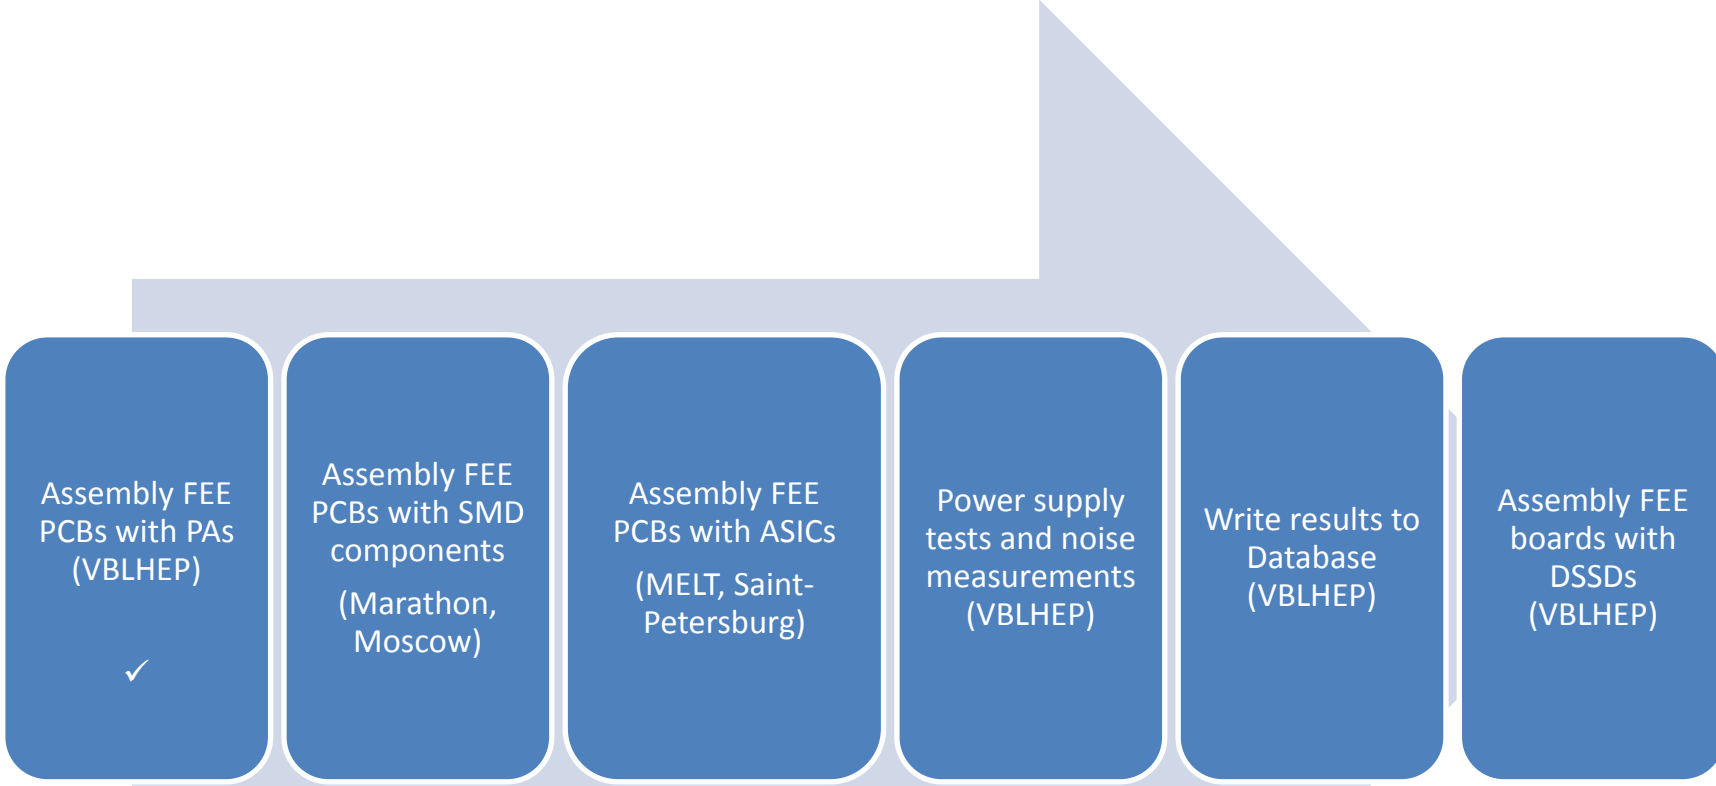 Assembly FEE
PCBs with PAs
(VBLHEP)
✓
Assembly FEE
PCBs with SMD
components
(Marathon,
Moscow)
Assembly FEE
PCBs with ASICs
(MELT, Saint-
Petersburg)
Power supply
tests and noise
measurements
(VBLHEP)
Write results to
Database
(VBLHEP)
Assembly FEE
boards with
DSSDs
(VBLHEP)